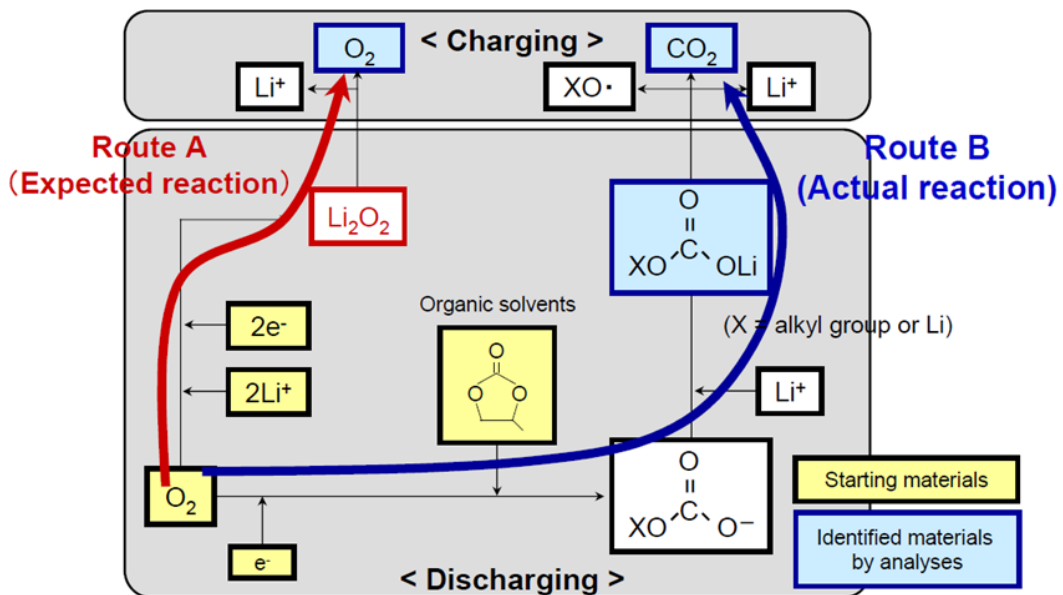 < Charging >
O₂
CO₂
Li⁺
XO・
Li⁺
Route A
(Expected reaction)
Route B
(Actual reaction)
Li₂O₂
O
XO
C
OLi
(X = alkyl group or Li)
Organic solvents
O
O
O
2e⁻
2Li⁺
Li⁺
O₂
e⁻
O
XO
C
O⁻
Starting materials
Identified materials
by analyses
< Discharging >